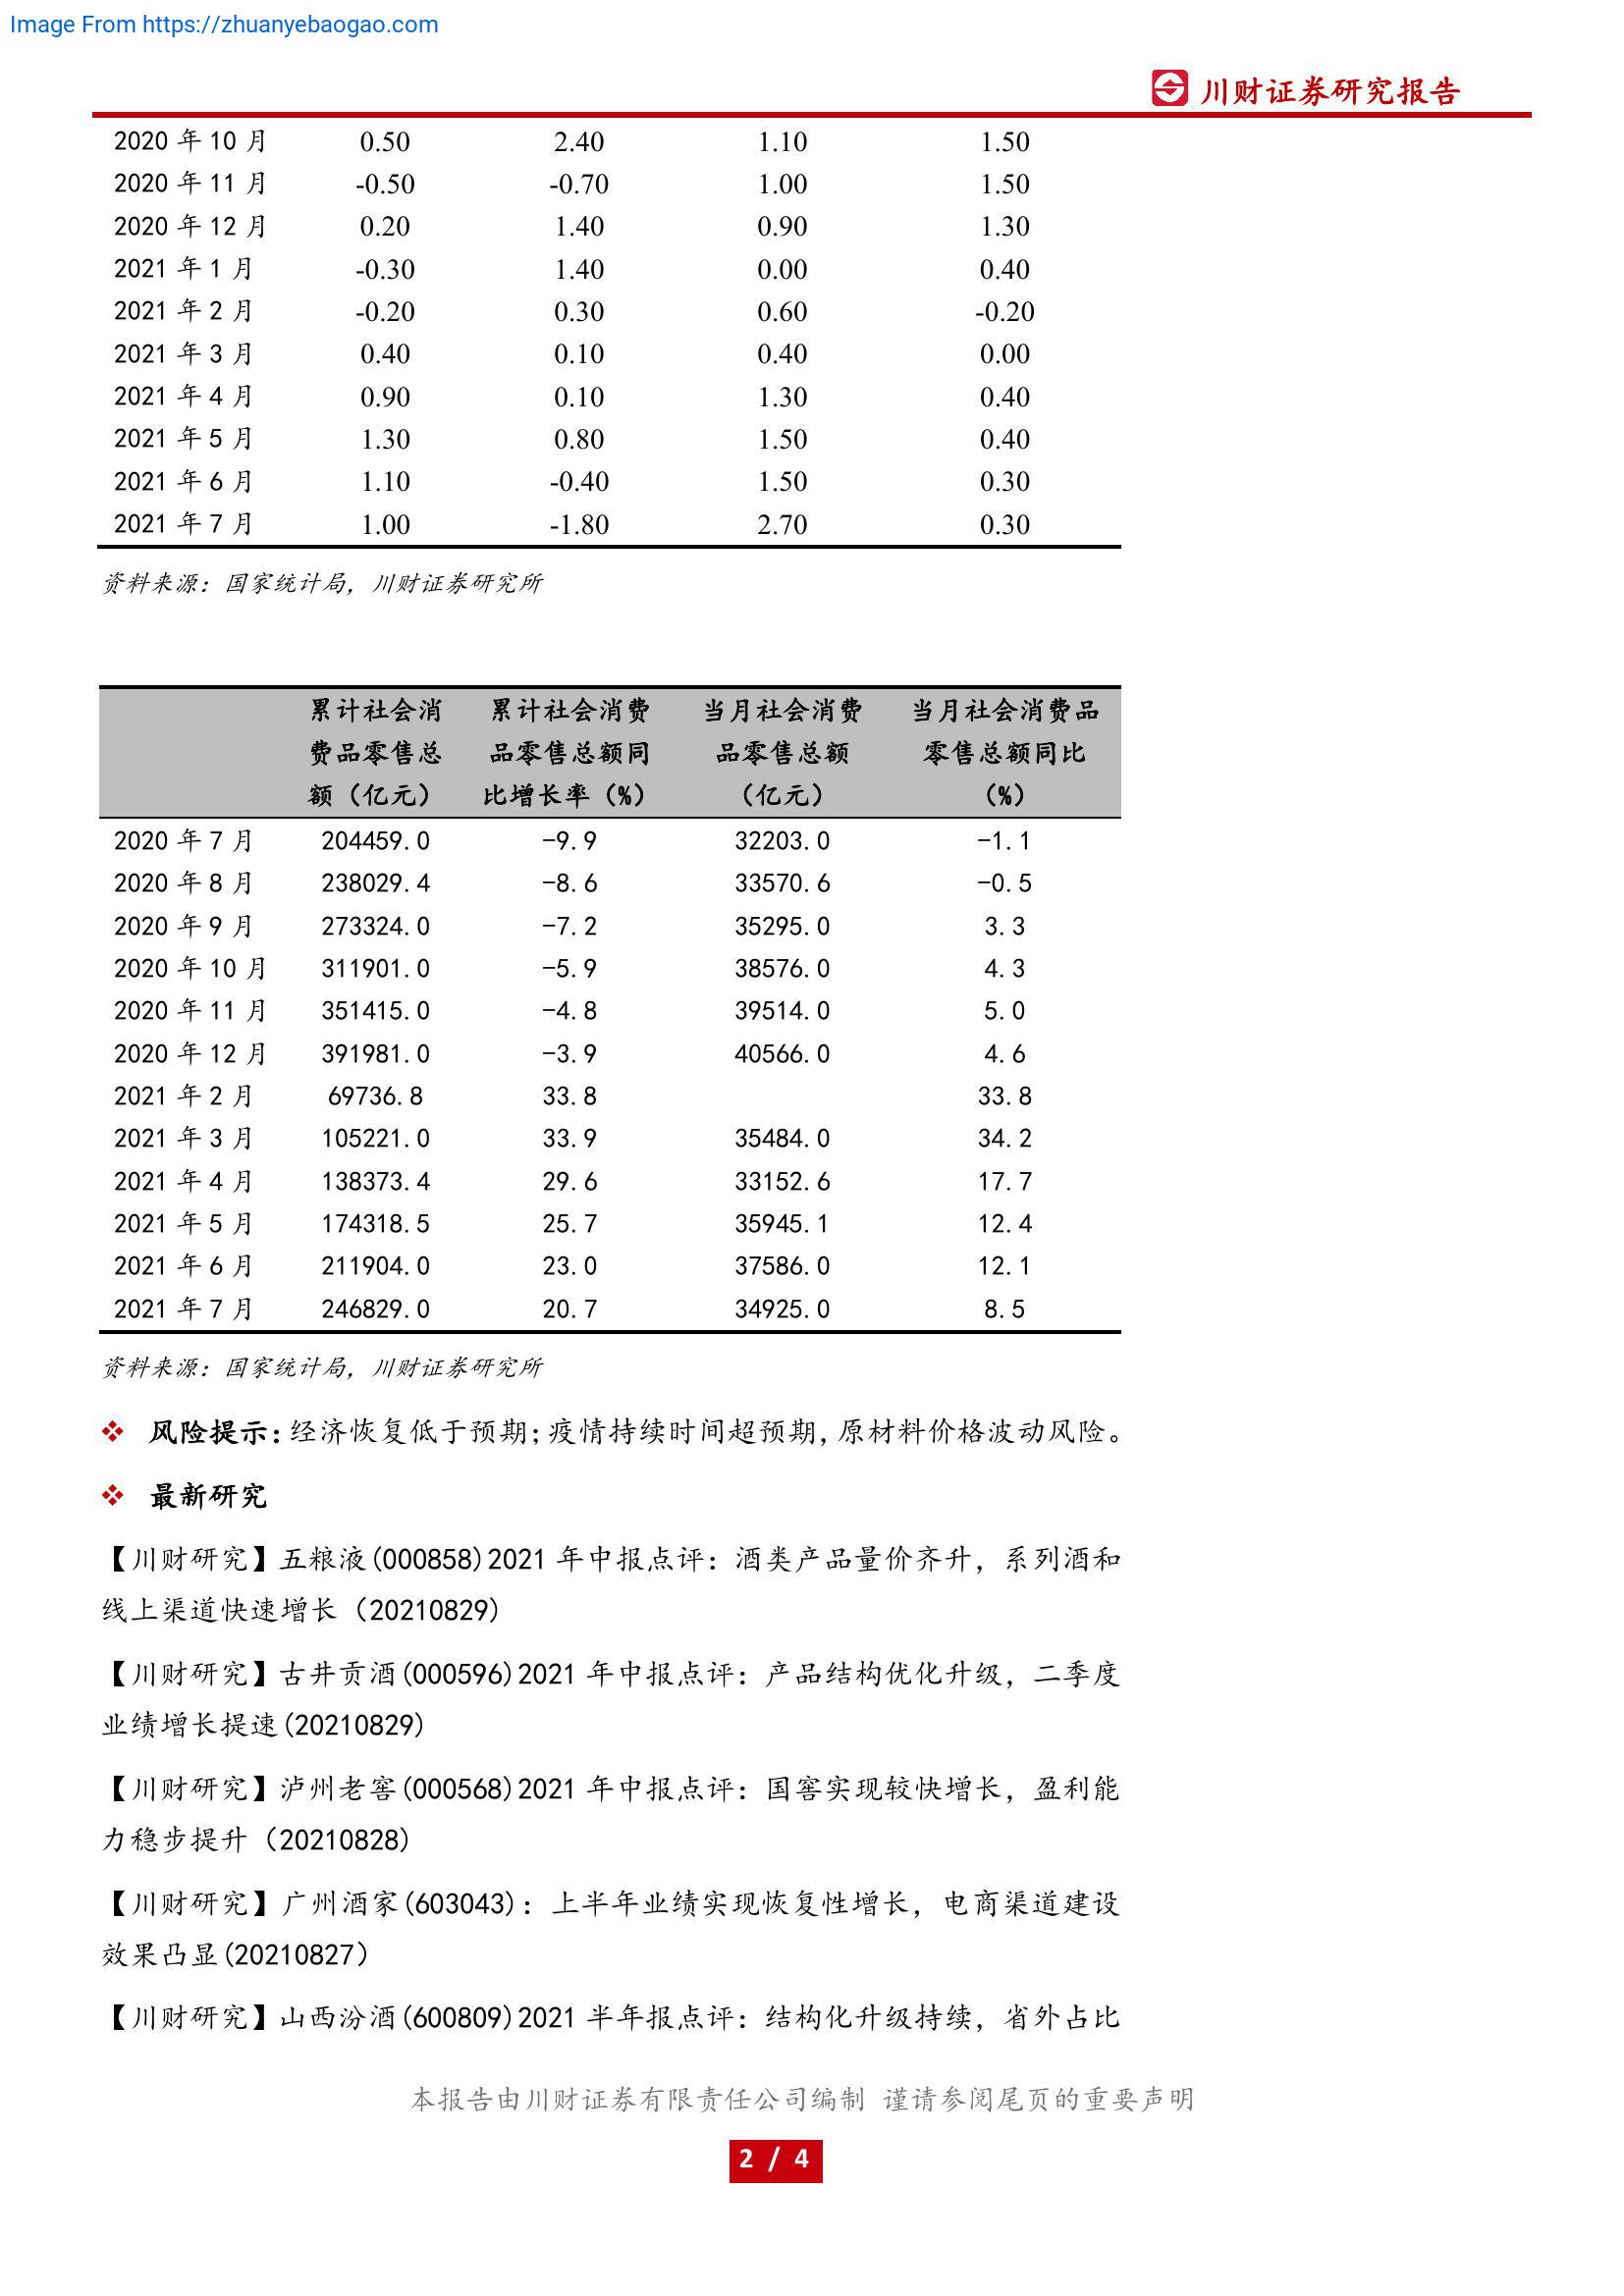 Image From https://zhuanyebaogao.com
川财证券研究报告
2020 年 10 月 0.50 2.40 1.10 1.50
2020 年 11 月 -0.50 -0.70 1.00 1.50
2020 年 12 月 0.20 1.40 0.90 1.30
2021 年 1 月 -0.30 1.40 0.00 0.40
2021 年 2 月 -0.20 0.30 0.60 -0.20
2021 年 3 月 0.40 0.10 0.40 0.00
2021 年 4 月 0.90 0.10 1.30 0.40
2021 年 5 月 1.30 0.80 1.50 0.40
2021 年 6 月 1.10 -0.40 1.50 0.30
2021 年 7 月 1.00 -1.80 2.70 0.30
资料来源：国家统计局，川财证券研究所
累计社会消 累计社会消费 当月社会消费 当月社会消费品
费品零售总 品零售总额同 品零售总额 零售总额同比
额（亿元） 比增长率（%） （亿元） （%）
2020 年 7 月 204459.0 -9.9 32203.0 -1.1
2020 年 8 月 238029.4 -8.6 33570.6 -0.5
2020 年 9 月 273324.0 -7.2 35295.0 3.3
2020 年 10 月 311901.0 -5.9 38576.0 4.3
2020 年 11 月 351415.0 -4.8 39514.0 5.0
2020 年 12 月 391981.0 -3.9 40566.0 4.6
2021 年 2 月 69736.8 33.8 33.8
2021 年 3 月 105221.0 33.9 35484.0 34.2
2021 年 4 月 138373.4 29.6 33152.6 17.7
2021 年 5 月 174318.5 25.7 35945.1 12.4
2021 年 6 月 211904.0 23.0 37586.0 12.1
2021 年 7 月 246829.0 20.7 34925.0 8.5
资料来源：国家统计局，川财证券研究所
❖ 风险提示：经济恢复低于预期；疫情持续时间超预期，原材料价格波动风险。
❖ 最新研究
【川财研究】五粮液(000858)2021 年中报点评：酒类产品量价齐升，系列酒和
线上渠道快速增长（20210829）
【川财研究】古井贡酒(000596)2021 年中报点评：产品结构优化升级，二季度
业绩增长提速(20210829)
【川财研究】泸州老窖(000568)2021 年中报点评：国窖实现较快增长，盈利能
力稳步提升（20210828）
【川财研究】广州酒家(603043)：上半年业绩实现恢复性增长，电商渠道建设
效果凸显(20210827）
【川财研究】山西汾酒(600809)2021 半年报点评：结构化升级持续，省外占比
本报告由川财证券有限责任公司编制 谨请参阅尾页的重要声明
2 / 4